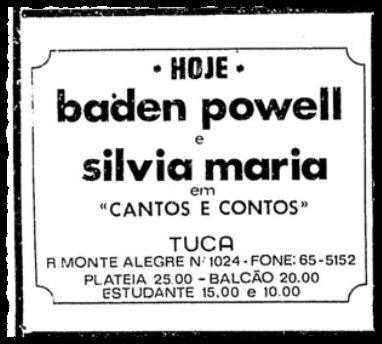 • HOJE •
baden powell
e
silvia maria
em
“CANTOS E CONTOS”
TUCA
R. MONTE ALEGRE Nº 1024 - FONE: 65-5152
PLATEIA 25.00 - BALCÃO 20.00
ESTUDANTE 15.00 e 10.00